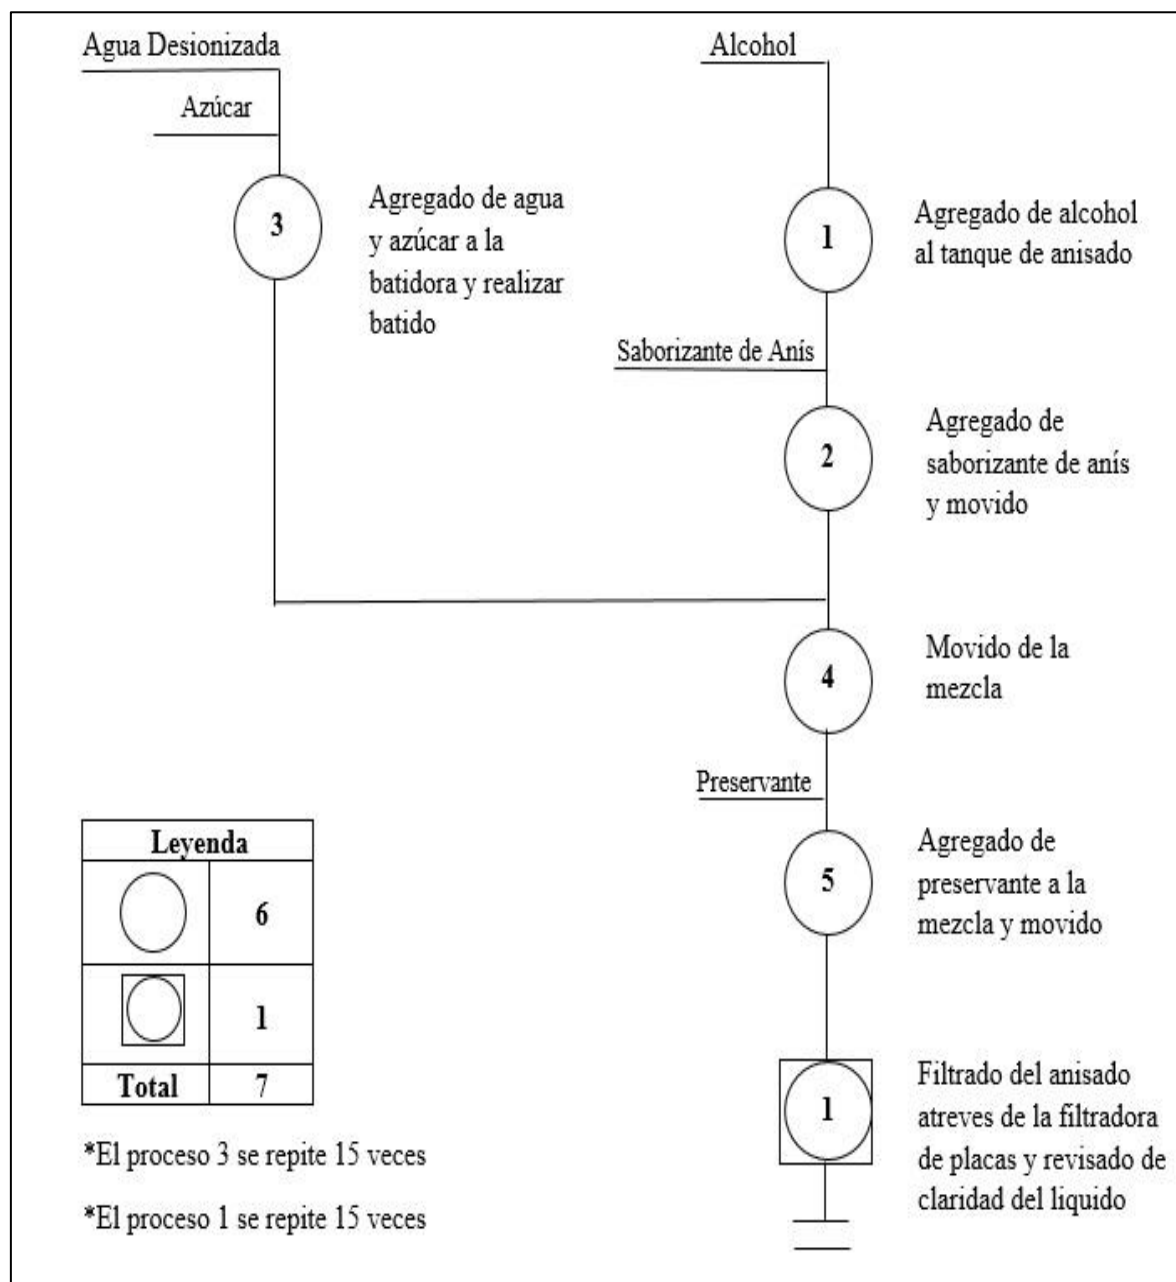 Agua Desionizada
Azúcar
3
Agregado de agua
y azúcar a la
batidora y realizar
batido
Alcohol
1
Agregado de alcohol
al tanque de anisado
Saborizante de Anís
2
Agregado de
saborizante de anís
y movido
4
Movido de la
mezcla
Preservante
5
Agregado de
preservante a la
mezcla y movido
1
Filtrado del anisado
atreves de la filtradora
de placas y revisado de
claridad del liquido
Leyenda
6
1
Total 7
*El proceso 3 se repite 15 veces
*El proceso 1 se repite 15 veces